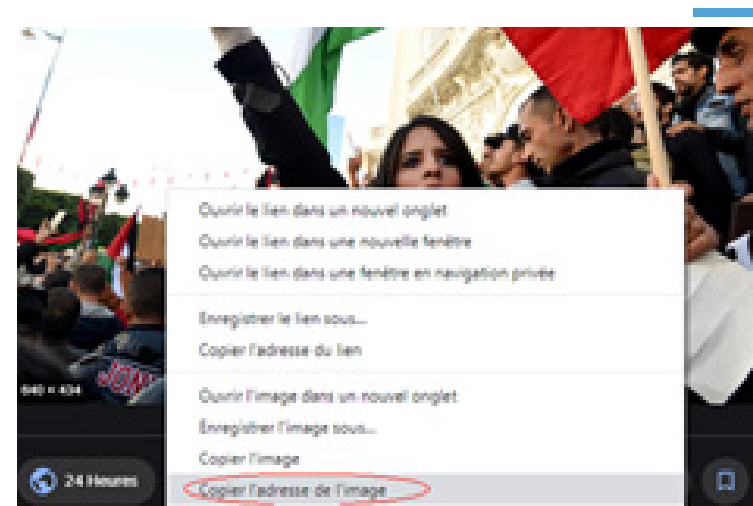 Ouvrir le lien dans un nouvel onglet
Ouvrir le lien dans une nouvelle fenêtre
Ouvrir le lien dans une fenêtre en navigation privée
Enregistrer le lien sous...
Copier l'adresse du lien
JON
640 × 434
Ouvrir l'image dans un nouvel onglet
Enregistrer l'image sous...
Copier l'image
24 Heures
Copier l'adresse de l'image